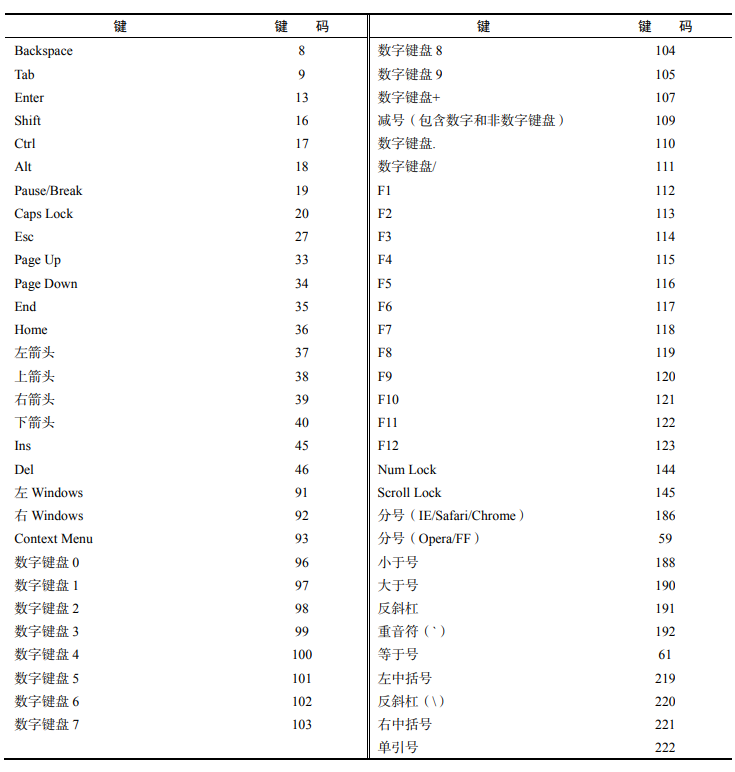 键 键 码 键 键 码
Backspace 8 数字键盘 8 104
Tab 9 数字键盘 9 105
Enter 13 数字键盘+ 107
Shift 16 减号（包含数字和非数字键盘） 109
Ctrl 17 数字键盘. 110
Alt 18 数字键盘/ 111
Pause/Break 19 F1 112
Caps Lock 20 F2 113
Esc 27 F3 114
Page Up 33 F4 115
Page Down 34 F5 116
End 35 F6 117
Home 36 F7 118
左箭头 37 F8 119
上箭头 38 F9 120
右箭头 39 F10 121
下箭头 40 F11 122
Ins 45 F12 123
Del 46 Num Lock 144
左 Windows 91 Scroll Lock 145
右 Windows 92 分号（IE/Safari/Chrome） 186
Context Menu 93 分号（Opera/FF） 59
数字键盘 0 96 小于号 188
数字键盘 1 97 大于号 190
数字键盘 2 98 反斜杠 191
数字键盘 3 99 重音符（`） 192
数字键盘 4 100 等于号 61
数字键盘 5 101 左中括号 219
数字键盘 6 102 反斜杠（\） 220
数字键盘 7 103 右中括号 221
单引号 222